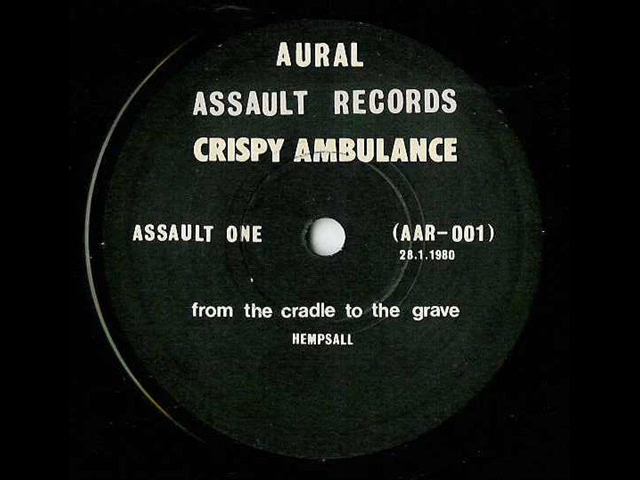 AURAL
ASSAULT RECORDS
CRISPY AMBULANCE
ASSAULT ONE (AAR-001)
28.1.1980
from the cradle to the grave
HEMPSALL